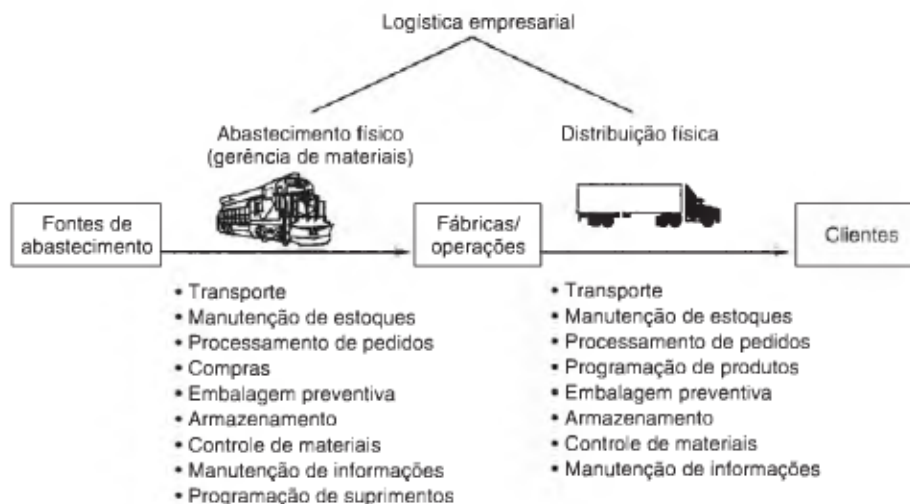 Logística empresarial
Abastecimento físico
(gerência de materiais)
Distribuição física
Fontes de
abastecimento
Fábricas/
operações
Clientes
• Transporte
• Manutenção de estoques
• Processamento de pedidos
• Compras
• Embalagem preventiva
• Armazenamento
• Controle de materiais
• Manutenção de informações
• Programação de suprimentos
• Transporte
• Manutenção de estoques
• Processamento de pedidos
• Programação de produtos
• Embalagem preventiva
• Armazenamento
• Controle de materiais
• Manutenção de informações